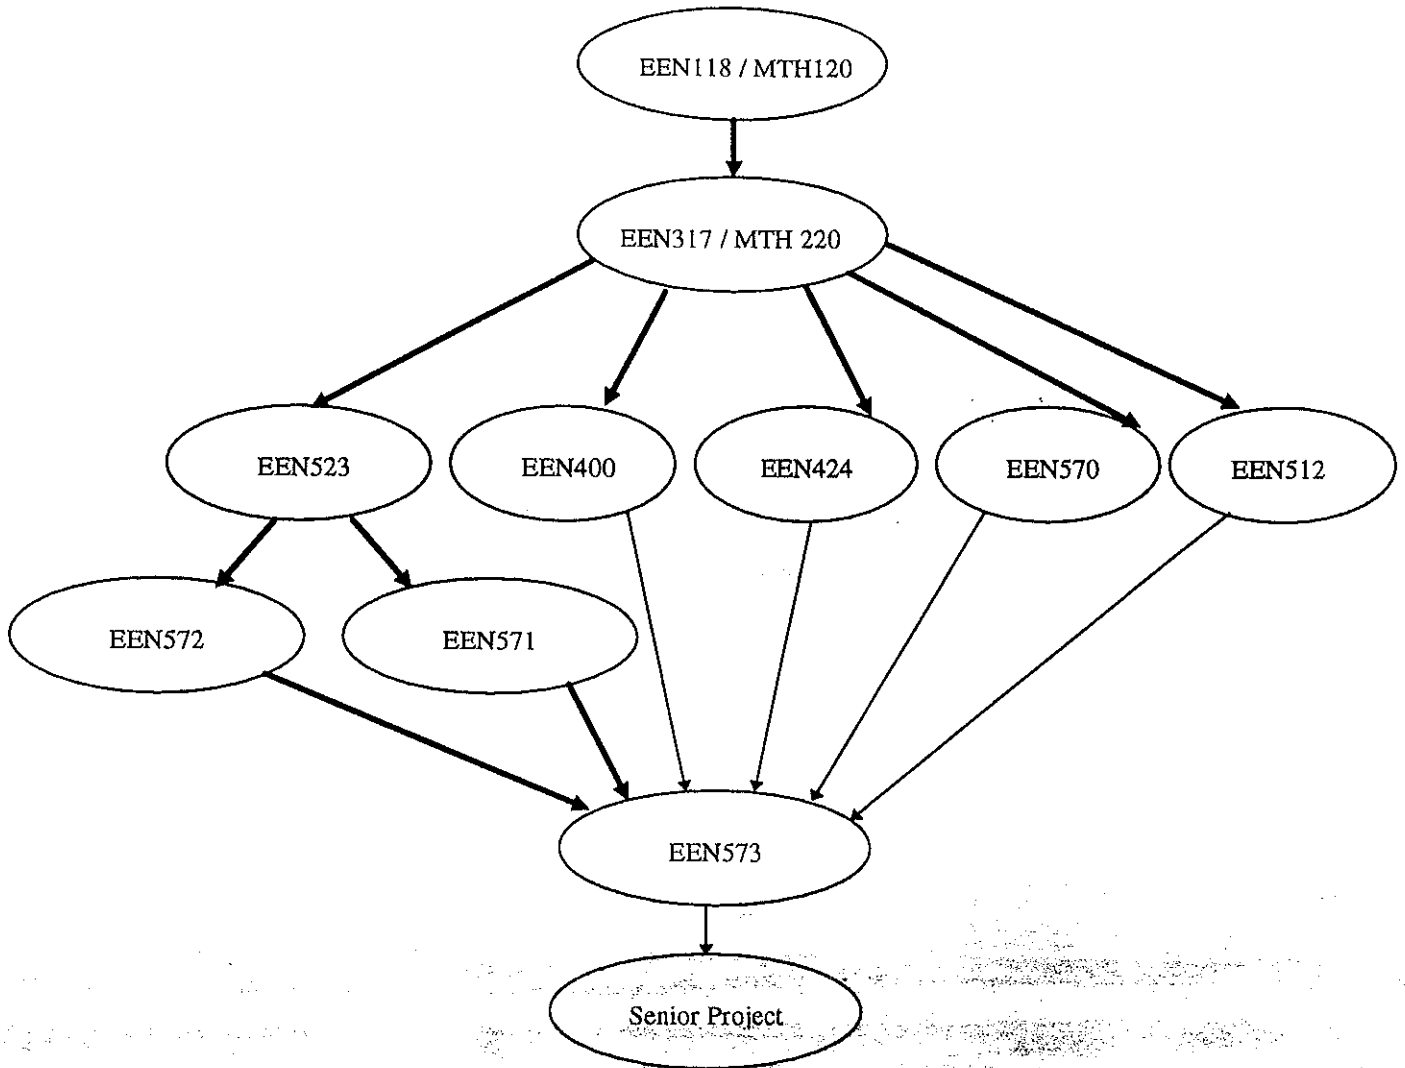 EEN118 / MTH120
EEN317 / MTH 220
EEN523
EEN400
EEN424
EEN570
EEN512
EEN572
EEN571
EEN573
Senior Project